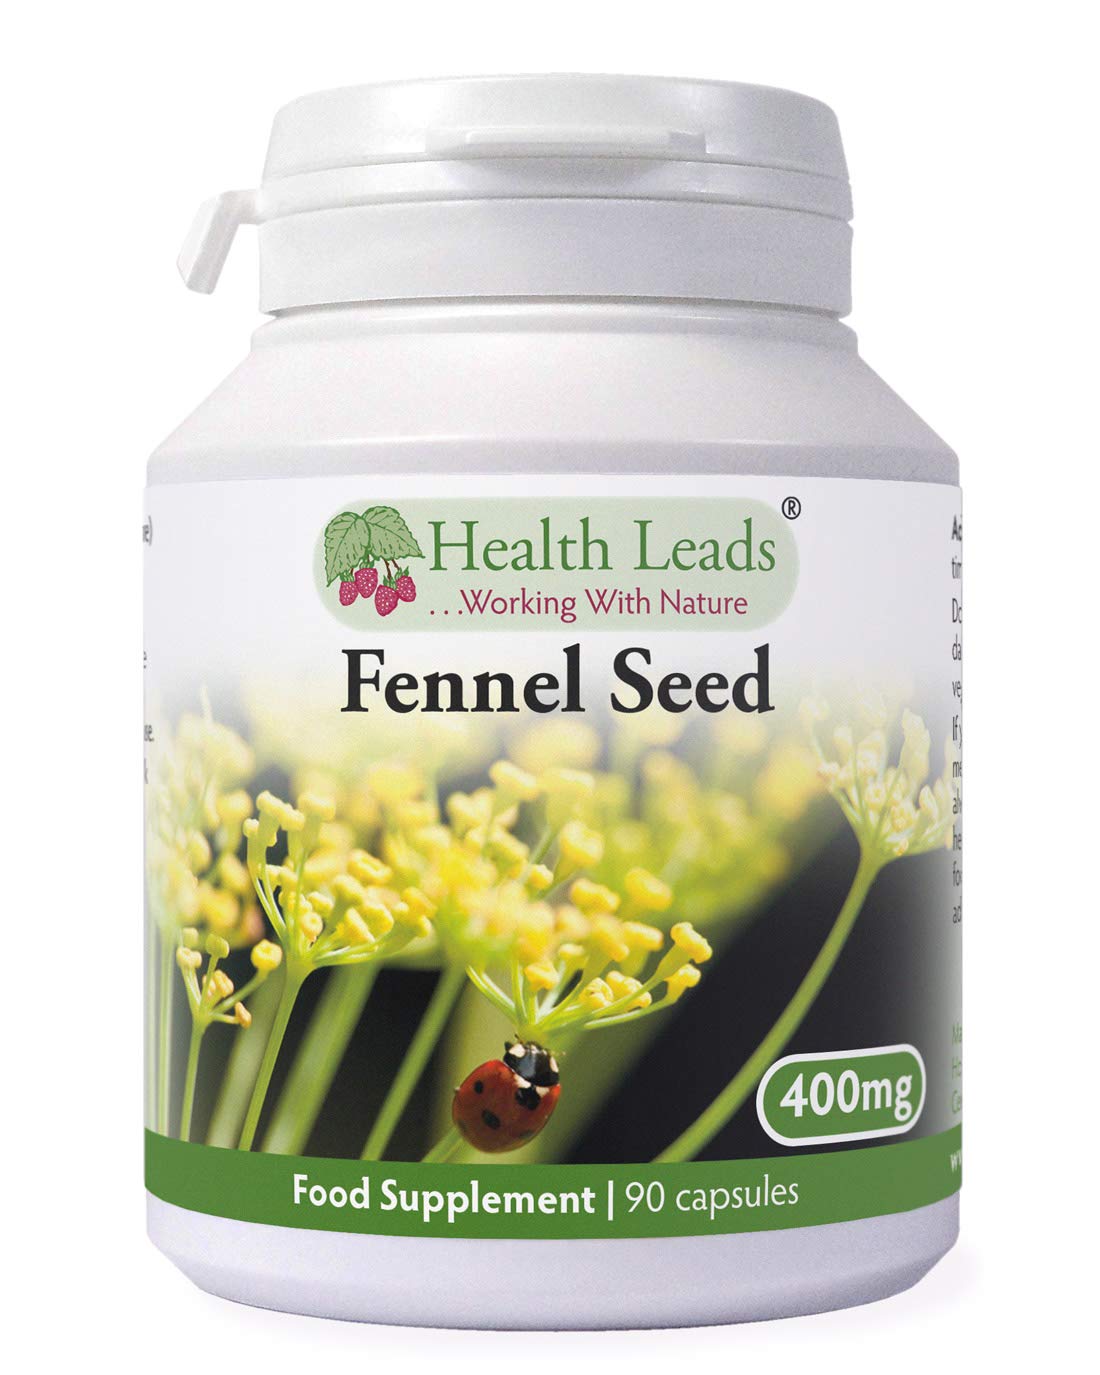 Health Leads®
...Working With Nature
Fennel Seed
400mg
Food Supplement | 90 capsules